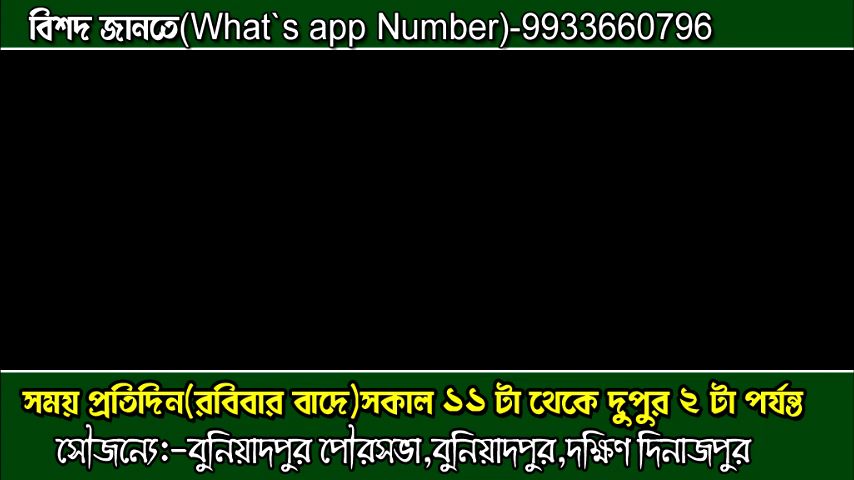 বিশদ জানতে(What`s app Number)-9933660796
সময় প্রতিদিন(রবিবার বাদে)সকাল ১১ টা থেকে দুপুর ২ টা পর্যন্ত
সৌজন্যে:-বুনিয়াদপুর পৌরসভা,বুনিয়াদপুর,দক্ষিণ দিনাজপুর